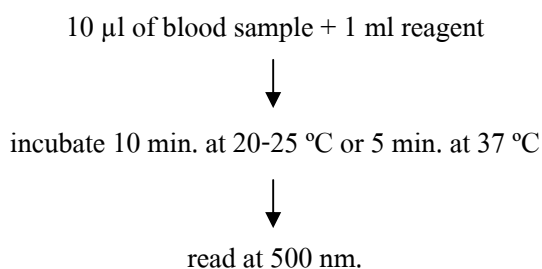 10 µl of blood sample + 1 ml reagent
incubate 10 min. at 20-25 ºC or 5 min. at 37 ºC
read at 500 nm.